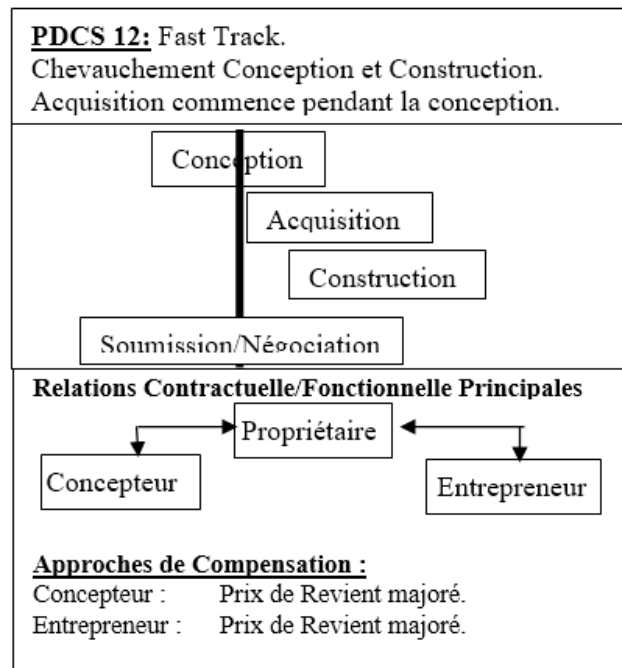 PDCS 12: Fast Track.
Chevauchement Conception et Construction.
Acquisition commence pendant la conception.
Conception
Acquisition
Construction
Soumission/Négociation
Relations Contractuelle/Fonctionnelle Principales
Propriétaire
Concepteur
Entrepreneur
Approches de Compensation :
Concepteur : Prix de Revient majoré.
Entrepreneur : Prix de Revient majoré.